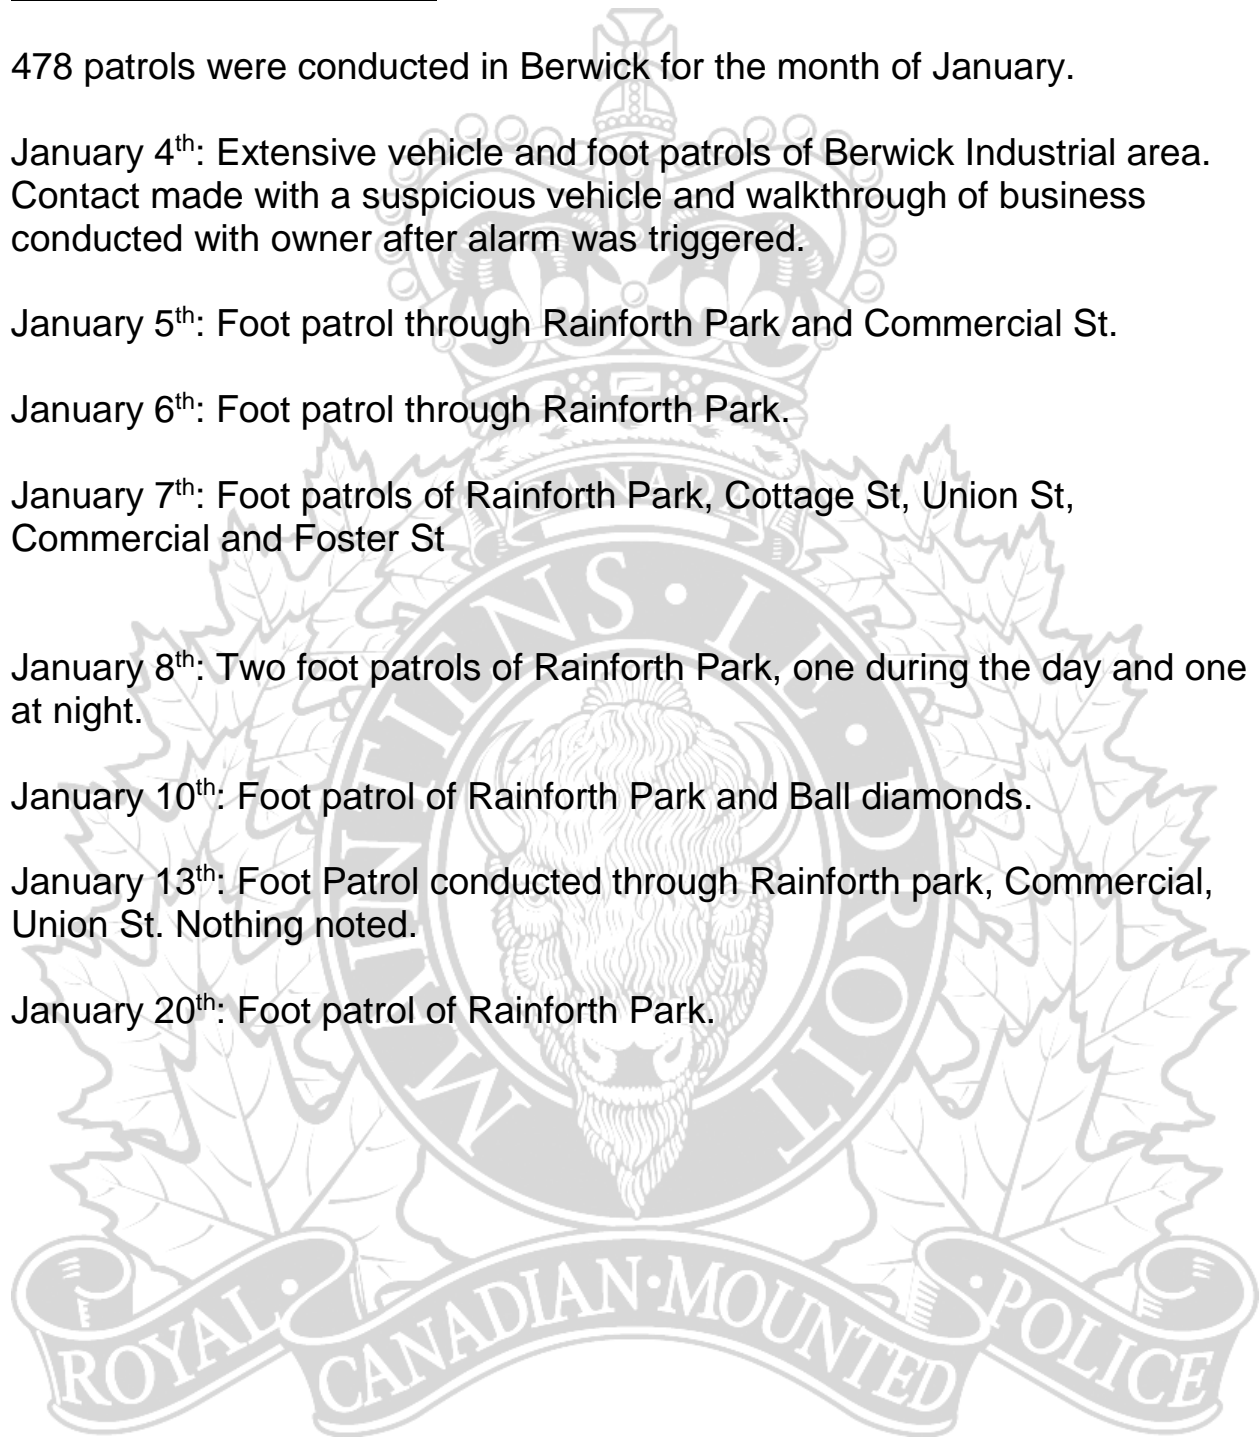 478 patrols were conducted in Berwick for the month of January.
January 4th: Extensive vehicle and foot patrols of Berwick Industrial area.
Contact made with a suspicious vehicle and walkthrough of business
conducted with owner after alarm was triggered.
January 5th: Foot patrol through Rainforth Park and Commercial St.
January 6th: Foot patrol through Rainforth Park.
January 7th: Foot patrols of Rainforth Park, Cottage St, Union St,
Commercial and Foster St
January 8th: Two foot patrols of Rainforth Park, one during the day and one
at night.
January 10th: Foot patrol of Rainforth Park and Ball diamonds.
January 13th: Foot Patrol conducted through Rainforth park, Commercial,
Union St. Nothing noted.
January 20th: Foot patrol of Rainforth Park.
CANADA
MAINTIENS · LE · DROIT
ROYAL · CANADIAN · MOUNTED · POLICE